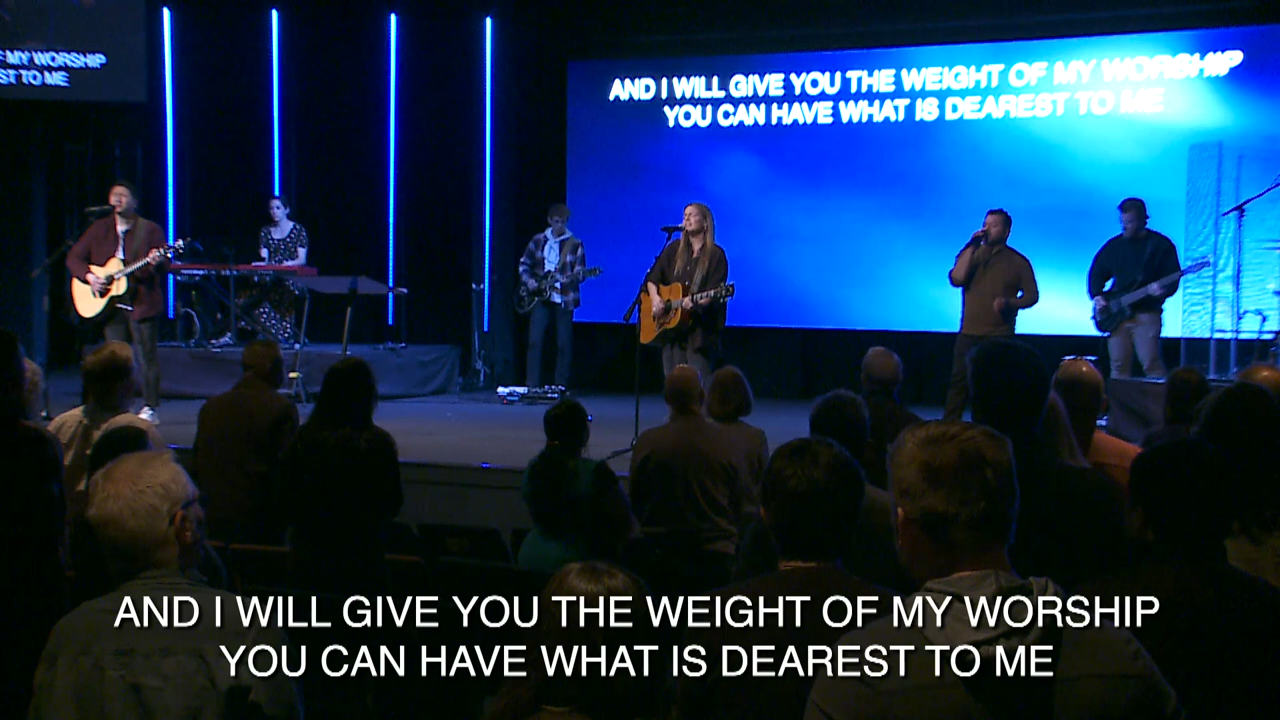 F MY WORSHIP
ST TO ME
AND I WILL GIVE YOU THE WEIGHT OF MY WORSHIP
YOU CAN HAVE WHAT IS DEAREST TO ME
AND I WILL GIVE YOU THE WEIGHT OF MY WORSHIP
YOU CAN HAVE WHAT IS DEAREST TO ME